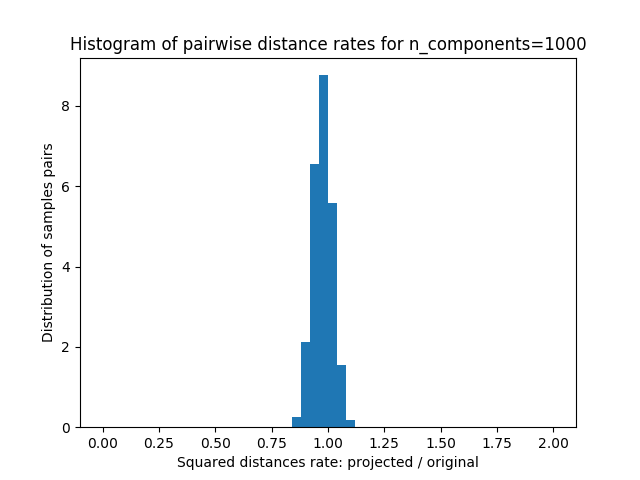 Histogram of pairwise distance rates for n_components=1000
8
6
4
2
0
Distribution of samples pairs
0.00 0.25 0.50 0.75 1.00 1.25 1.50 1.75 2.00
Squared distances rate: projected / original